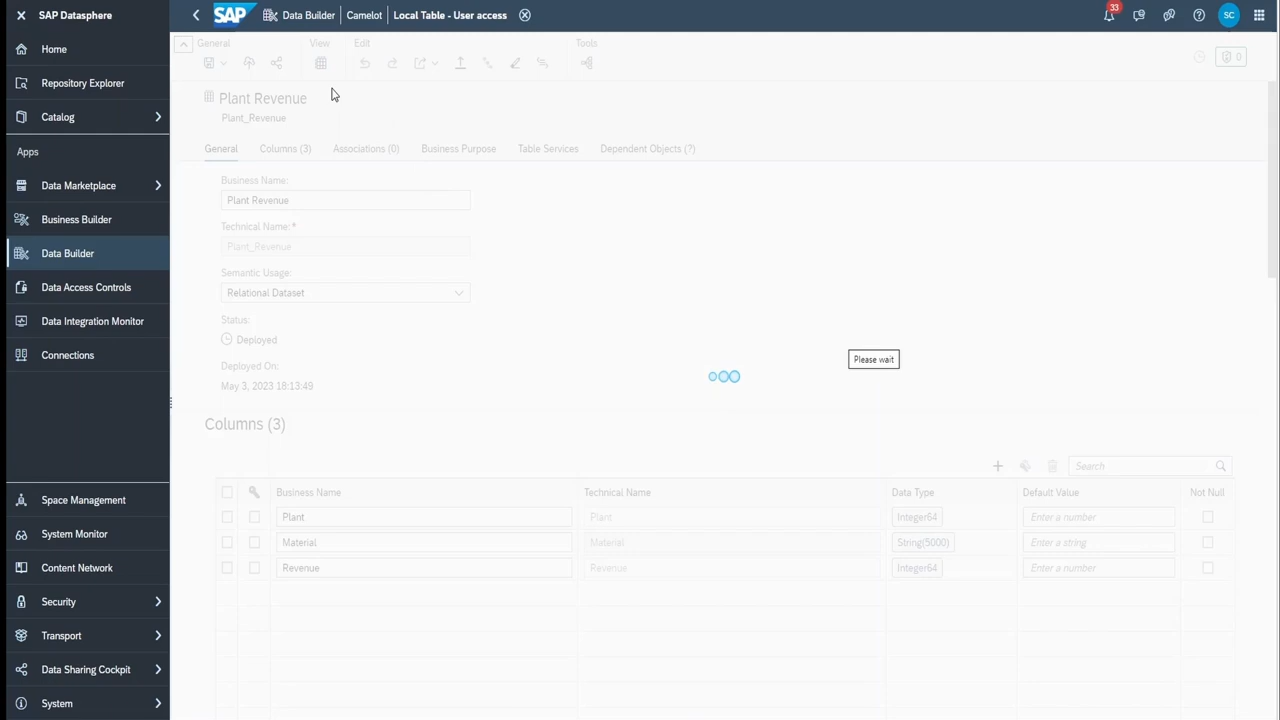 SAP Datasphere
SAP
Data Builder
Camelot
Local Table - User access
33
SC
Home
Repository Explorer
Catalog
Apps
Data Marketplace
Business Builder
Data Builder
Data Access Controls
Data Integration Monitor
Connections
Space Management
System Monitor
Content Network
Security
Transport
Data Sharing Cockpit
System
General
View
Edit
Tools
0
Plant Revenue
Plant_Revenue
General
Columns (3)
Associations (0)
Business Purpose
Table Services
Dependent Objects (?)
Business Name:
Plant Revenue
Technical Name:*
Plant_Revenue
Semantic Usage:
Relational Dataset
Status:
Deployed
Deployed On:
May 3, 2023 18:13:49
Please wait
Columns (3)
Search
Business Name Technical Name Data Type Default Value Not Null
Plant Plant Integer64 Enter a number
Material Material String(5000) Enter a string
Revenue Revenue Integer64 Enter a number